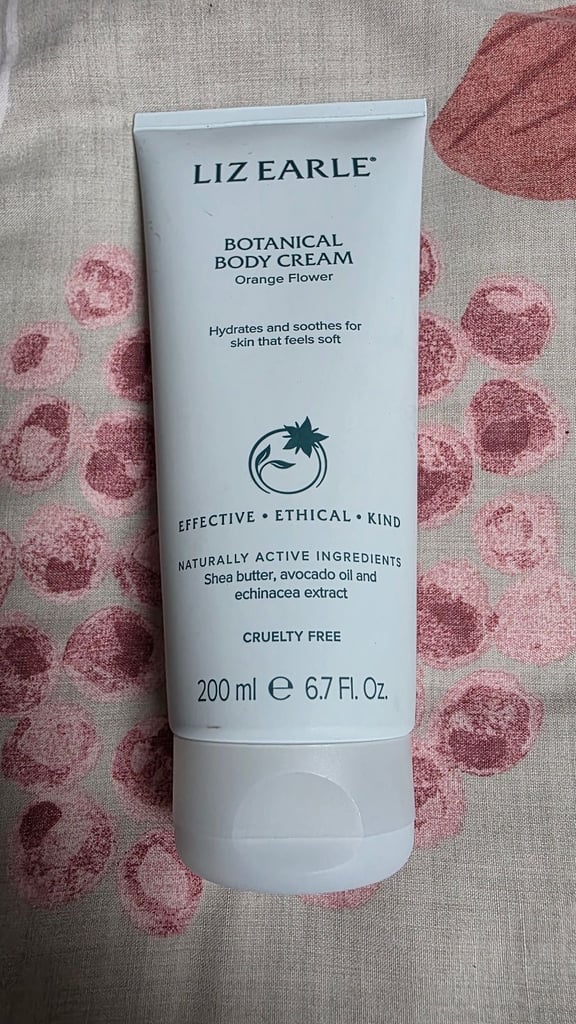 LIZ EARLE®
BOTANICAL
BODY CREAM
Orange Flower
Hydrates and soothes for
skin that feels soft
EFFECTIVE • ETHICAL • KIND
NATURALLY ACTIVE INGREDIENTS
Shea butter, avocado oil and
echinacea extract
CRUELTY FREE
200 ml ℮ 6.7 Fl. Oz.